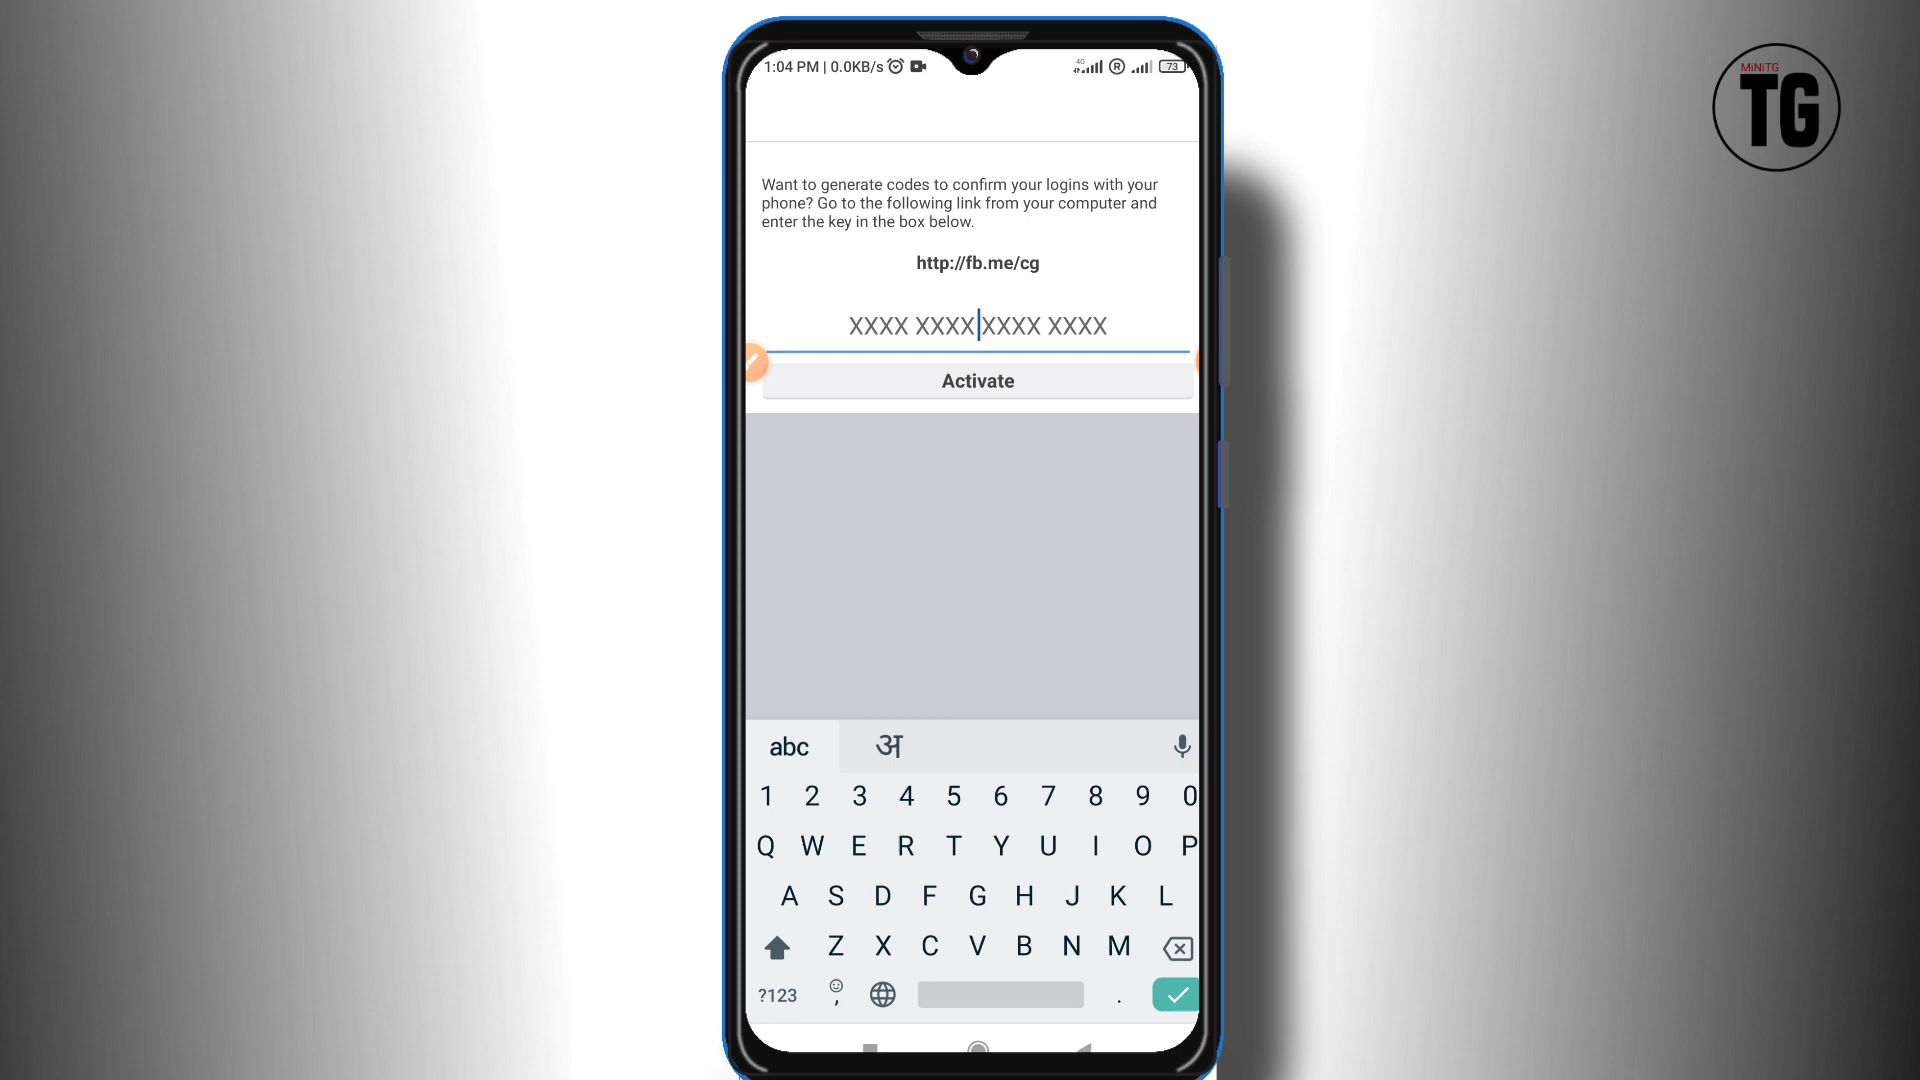 MiNiTG
TG
1:04 PM | 0.0KB/s
4G
R
73
Want to generate codes to confirm your logins with your
phone? Go to the following link from your computer and
enter the key in the box below.
http://fb.me/cg
XXXX XXXX XXXX XXXX
Activate
abc अ
1 2 3 4 5 6 7 8 9 0
Q W E R T Y U I O P
A S D F G H J K L
Z X C V B N M
?123 , .